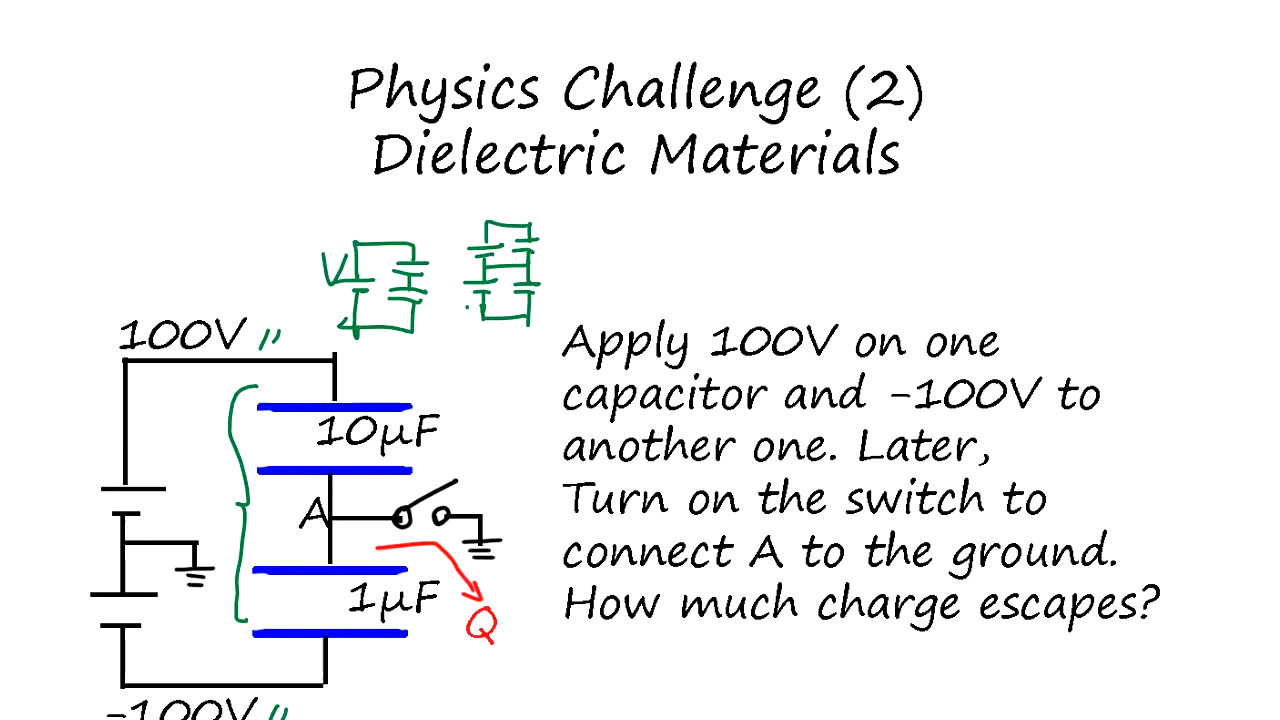 Physics Challenge (2)
Dielectric Materials
V
100V
10μF
A
1μF
Q
-100V
Apply 100V on one
capacitor and -100V to
another one. Later,
Turn on the switch to
connect A to the ground.
How much charge escapes?